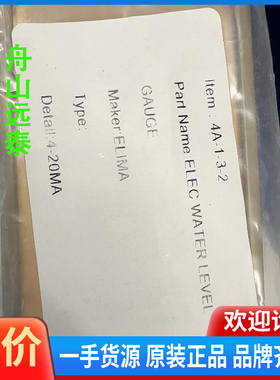 舟山远泰
Item : 4A-1-3-2
Part Name ELEC WATER LEVEL
GAUGE
Maker:ELIMA
Type:
Detail:4-20MA
价
欢迎
一手货源 原装正品 品牌